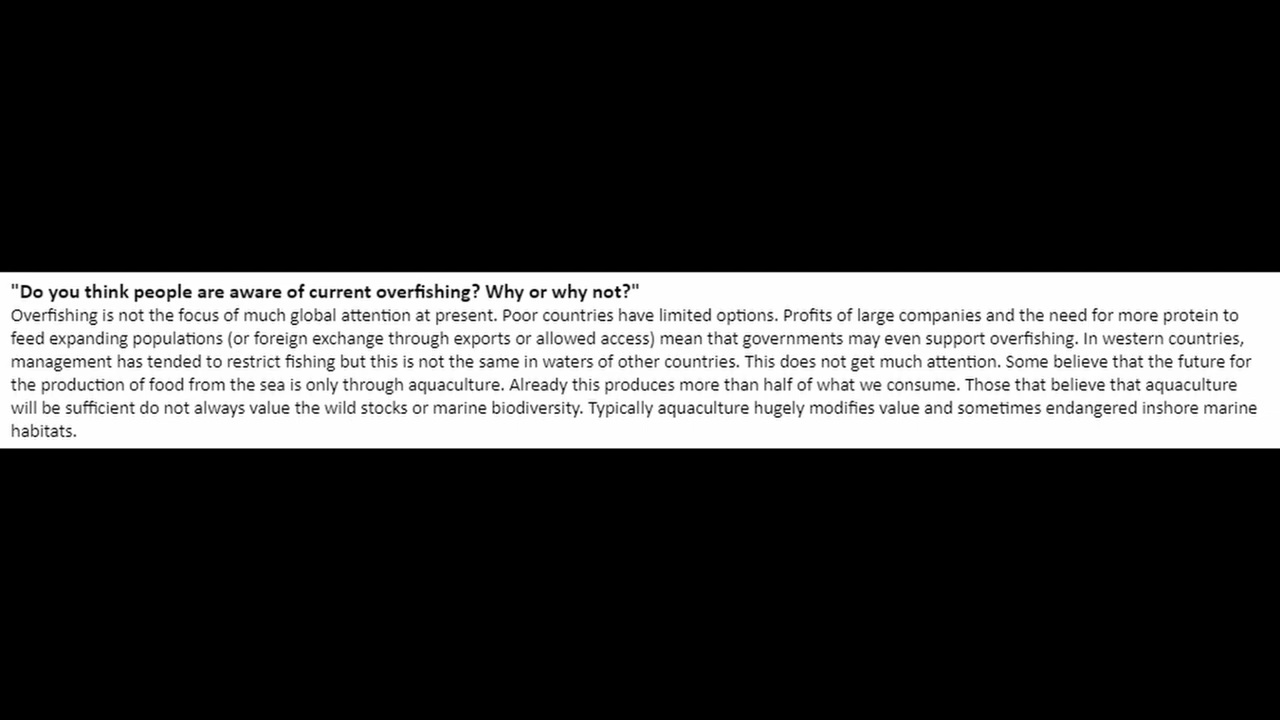 "Do you think people are aware of current overfishing? Why or why not?"
Overfishing is not the focus of much global attention at present. Poor countries have limited options. Profits of large companies and the need for more protein to
feed expanding populations (or foreign exchange through exports or allowed access) mean that governments may even support overfishing. In western countries,
management has tended to restrict fishing but this is not the same in waters of other countries. This does not get much attention. Some believe that the future for
the production of food from the sea is only through aquaculture. Already this produces more than half of what we consume. Those that believe that aquaculture
will be sufficient do not always value the wild stocks or marine biodiversity. Typically aquaculture hugely modifies value and sometimes endangered inshore marine
habitats.